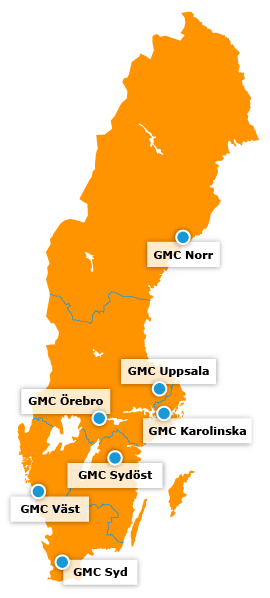 GMC Norr
GMC Uppsala
GMC Örebro
GMC Karolinska
GMC Sydöst
GMC Väst
GMC Syd